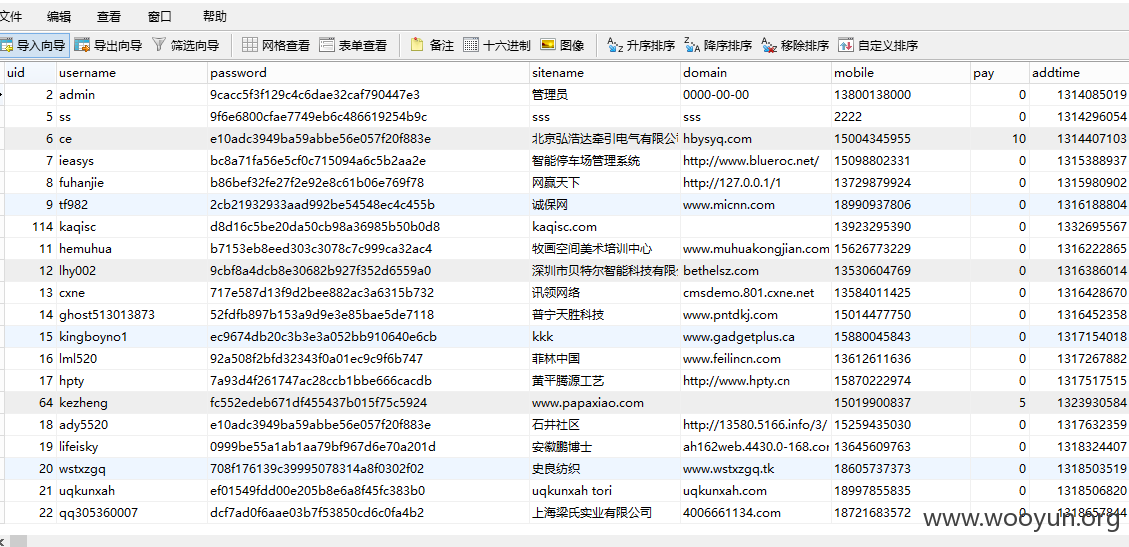 文件 编辑 查看 窗口 帮助
导入向导 导出向导 筛选向导 网格查看 表单查看 备注 十六进制 图像 升序排序 降序排序 移除排序 自定义排序
uid username password sitename domain mobile pay addtime
2 admin 9cacc5f3f129c4c6dae32caf790447e3 管理员 0000-00-00 13800138000 0 1314085019
5 ss 9f6e6800cfae7749eb6c486619254b9c sss sss 2222 0 1314296054
6 ce e10adc3949ba59abbe56e057f20f883e 北京弘浩达牵引电气有限公 hbysyq.com 15004345955 10 1314407103
7 ieasys bc8a71fa56e5cf0c715094a6c5b2aa2e 智能停车场管理系统 http://www.blueroc.net/ 15098802331 0 1315388937
8 fuhanjie b86bef32fe27f2e92e8c61b06e769f78 网赢天下 http://127.0.0.1/1 13729879924 0 1315980902
9 tf982 2cb21932933aad992be54548ec4c455b 诚保网 www.micnn.com 18990937806 0 1316188804
114 kaqisc d8d16c5be20da50cb98a36985b50b0d8 kaqisc.com 13923295390 0 1332695567
11 hemuhua b7153eb8eed303c3078c7c999ca32ac4 牧画空间美术培训中心 www.muhuakongjian.com 15626773229 0 1316222865
12 lhy002 9cbf8a4dcb8e30682b927f352d6559a0 深圳市贝特尔智能科技有限 bethelsz.com 13530604769 0 1316386014
13 cxne 717e587d13f9d2bee882ac3a6315b732 讯领网络 cmsdemo.801.cxne.net 13584011425 0 1316428670
14 ghost513013873 52fdfb897b153a9d9e3e85bae5de7118 普宁天胜科技 www.pntdkj.com 15014477750 0 1316452358
15 kingboyno1 ec9674db20c3b3e3a052bb910640e6cb kkk www.gadgetplus.ca 15880045843 0 1317154018
16 lml520 92a508f2bfd32343f0a01ec9c9f6b747 菲林中国 www.feilincn.com 13612611636 0 1317267882
17 hpty 7a93d4f261747ac28ccb1bbe666cacdb 黄平腾源工艺 http://www.hpty.cn 15870222974 0 1317517515
64 kezheng fc552edeb671df455437b015f75c5924 www.papaxiao.com 15019900837 5 1323930584
18 ady5520 e10adc3949ba59abbe56e057f20f883e 石井社区 http://13580.5166.info/3/ 15259435030 0 1317632359
19 lifeisky 0999be55a1ab1aa79bf967d6e70a201d 安徽鹏博士 ah162web.4430.0-168.con 13645609763 0 1318324407
20 wstxzgq 708f176139c39995078314a8f0302f02 史良纺织 www.wstxzgq.tk 18605737373 0 1318503519
21 uqkunxah ef01549fdd00e205b8e6a8f45fc383b0 uqkunxah tori uqkunxah.com 18997855835 0 1318506820
22 qq305360007 dcf7ad0f6aae03b7f53850cd6c0fa4b2 上海梁氏实业有限公司 4006661134.com 18721683572 0 1318657844
www.wooyun.org